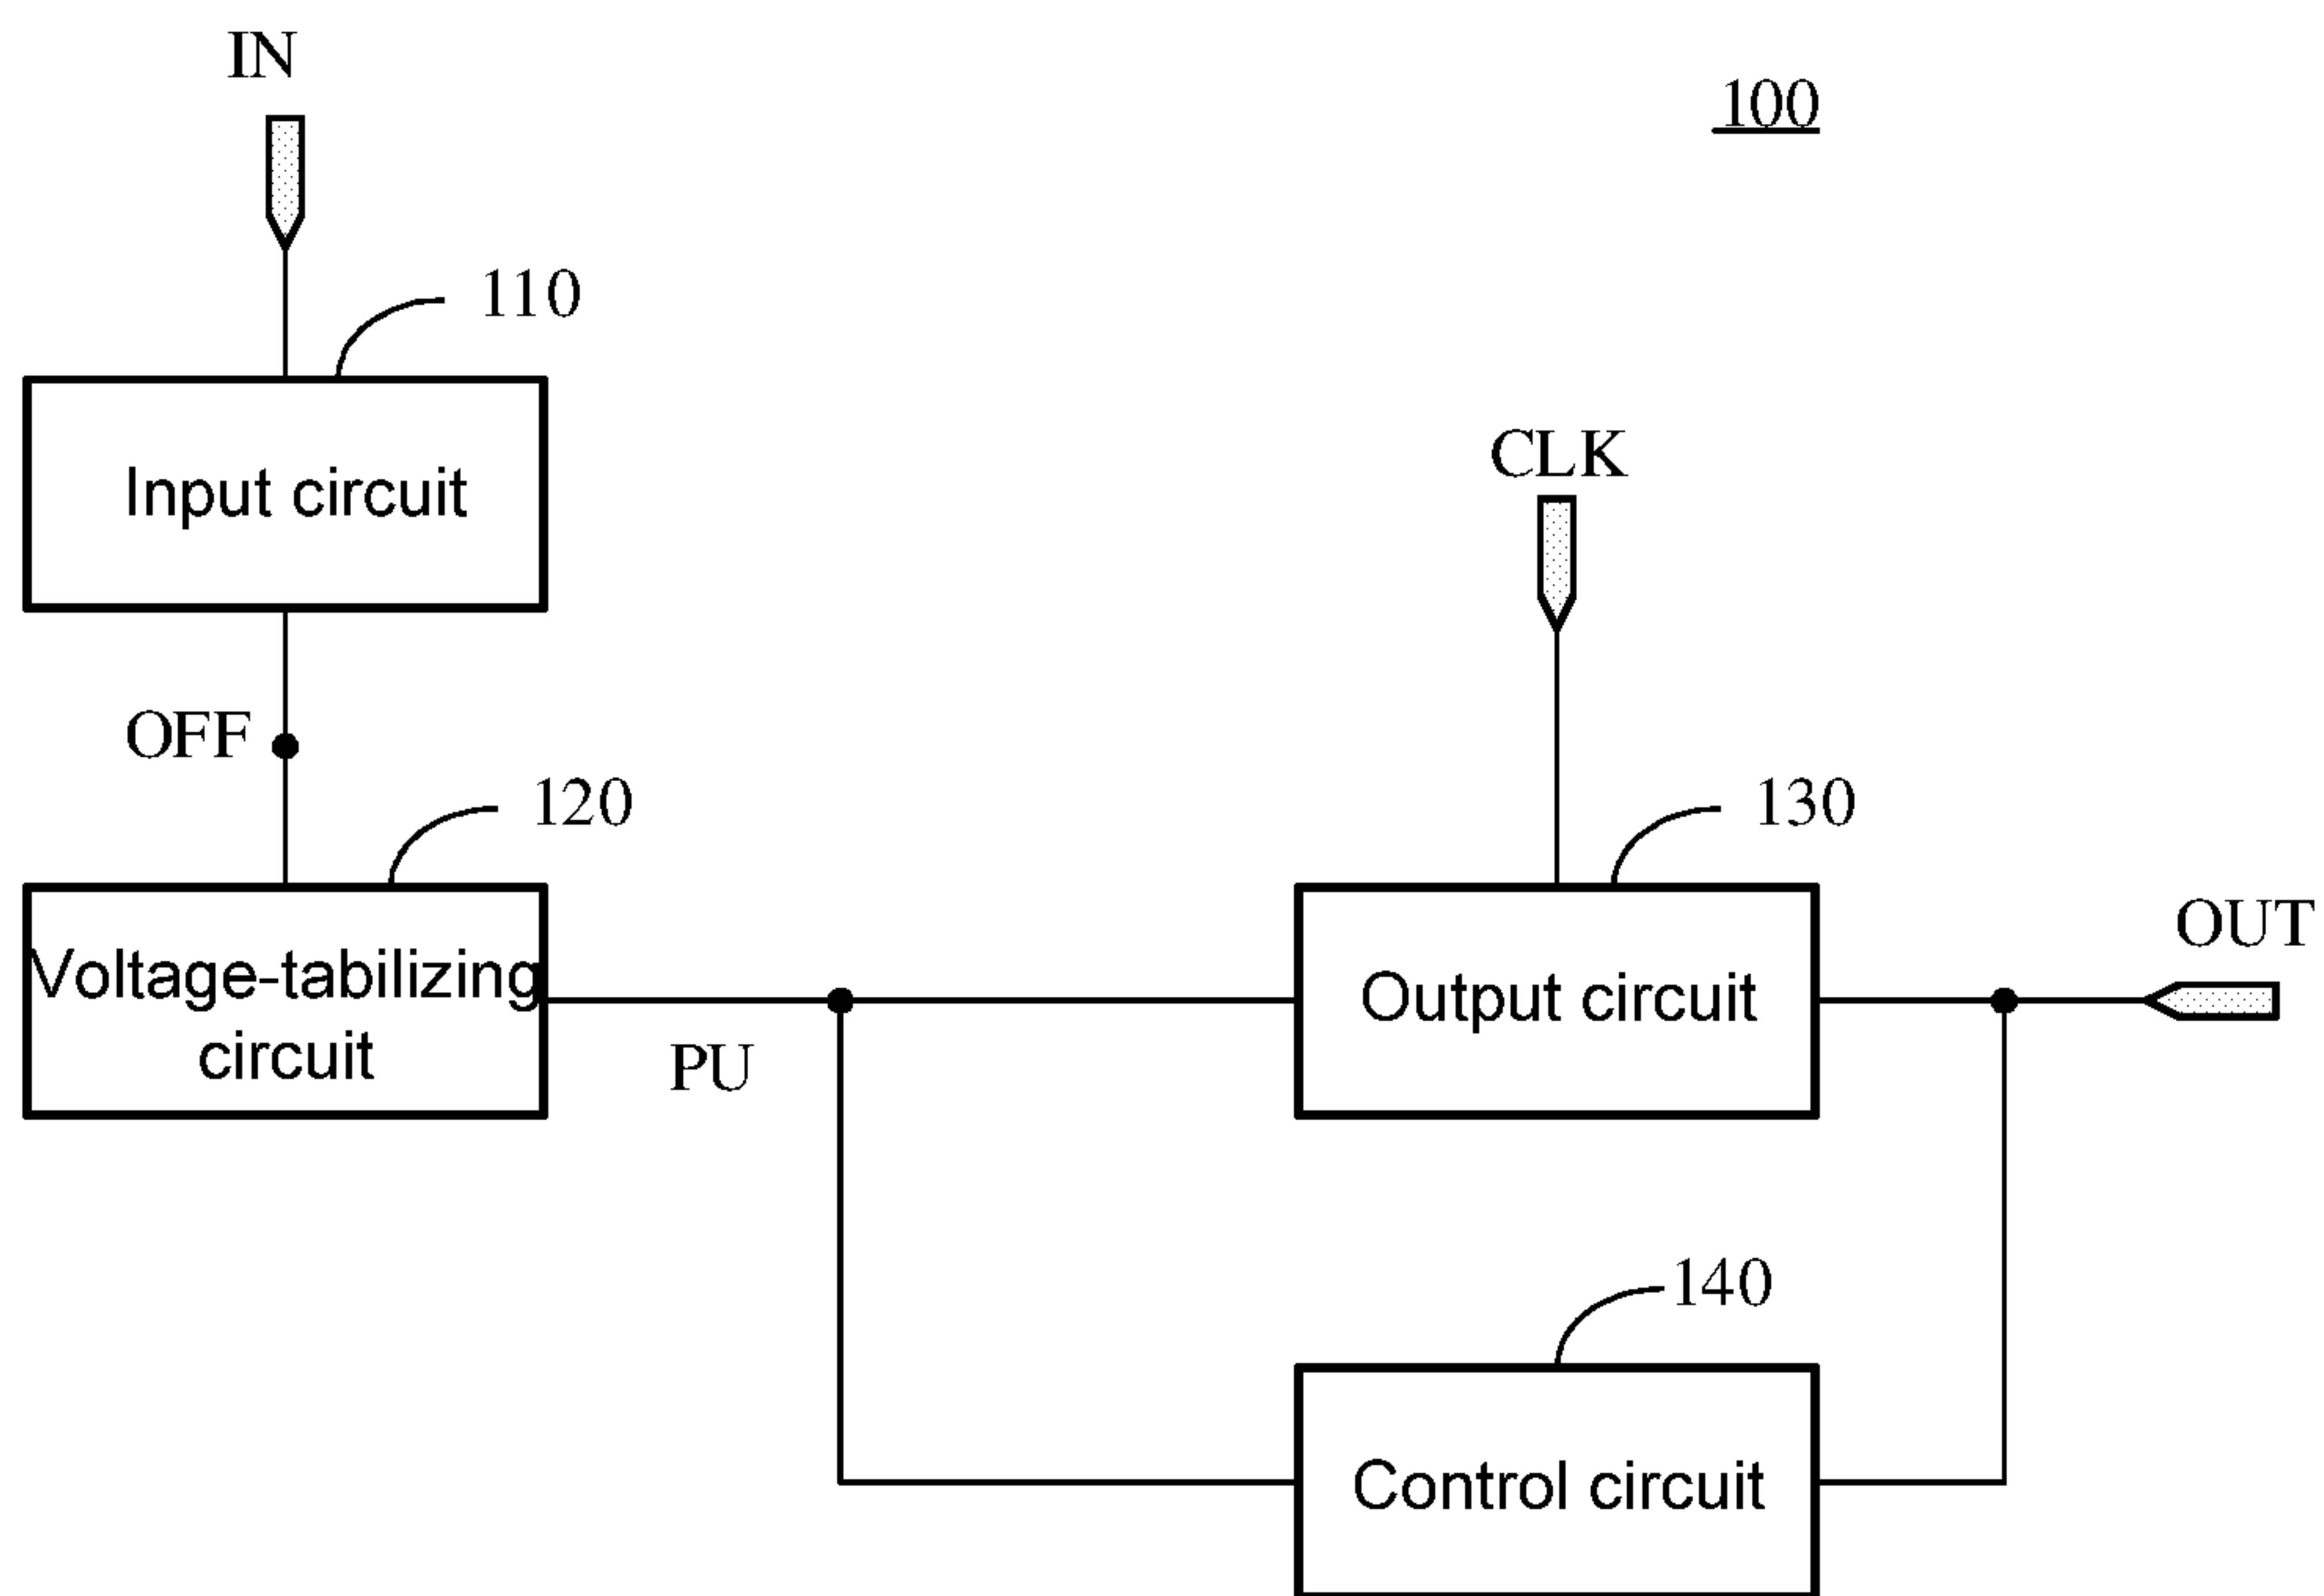 IN
100
110
Input circuit
CLK
OFF
120
130
Voltage-tabilizing
circuit
Output circuit
OUT
PU
140
Control circuit